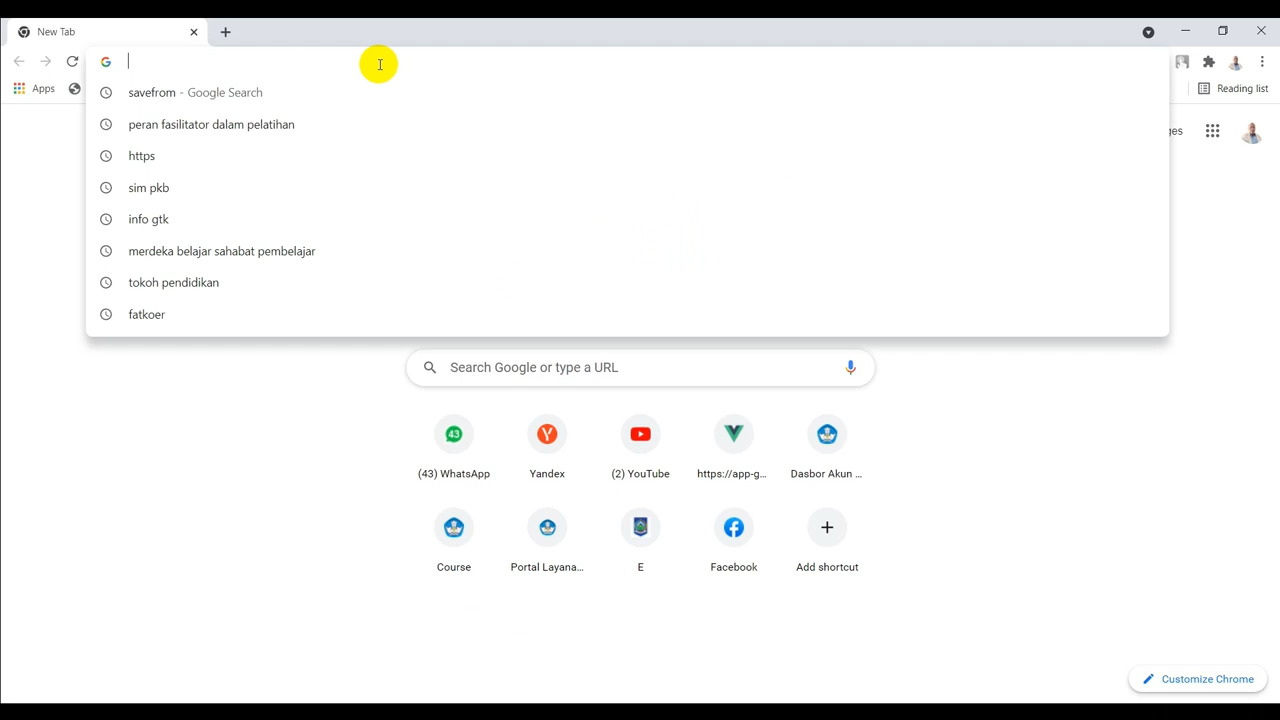 New Tab
savefrom - Google Search
peran fasilitator dalam pelatihan
https
sim pkb
info gtk
merdeka belajar sahabat pembelajar
tokoh pendidikan
fatkoer
Apps
Reading list
Search Google or type a URL
43
(43) WhatsApp
Yandex
(2) YouTube
https://app-g...
Dasbor Akun ...
Course
Portal Layana...
E
Facebook
Add shortcut
Customize Chrome